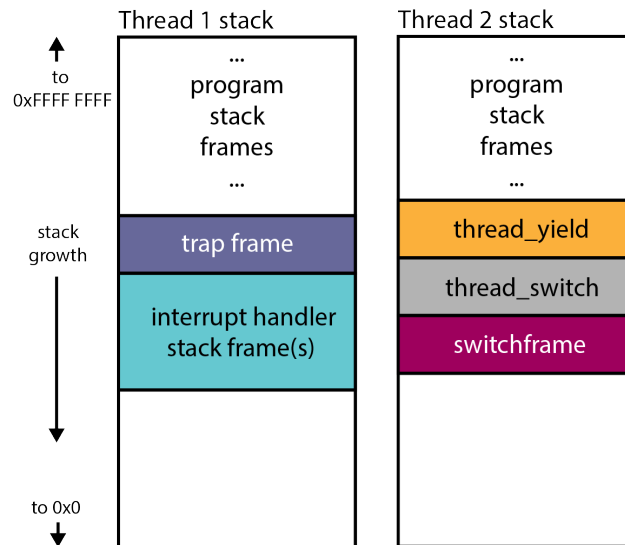 Thread 1 stack
Thread 2 stack
to
0xFFFF FFFF
...
program
stack
frames
...
...
program
stack
frames
...
stack
growth
trap frame
interrupt handler
stack frame(s)
thread_yield
thread_switch
switchframe
to 0x0